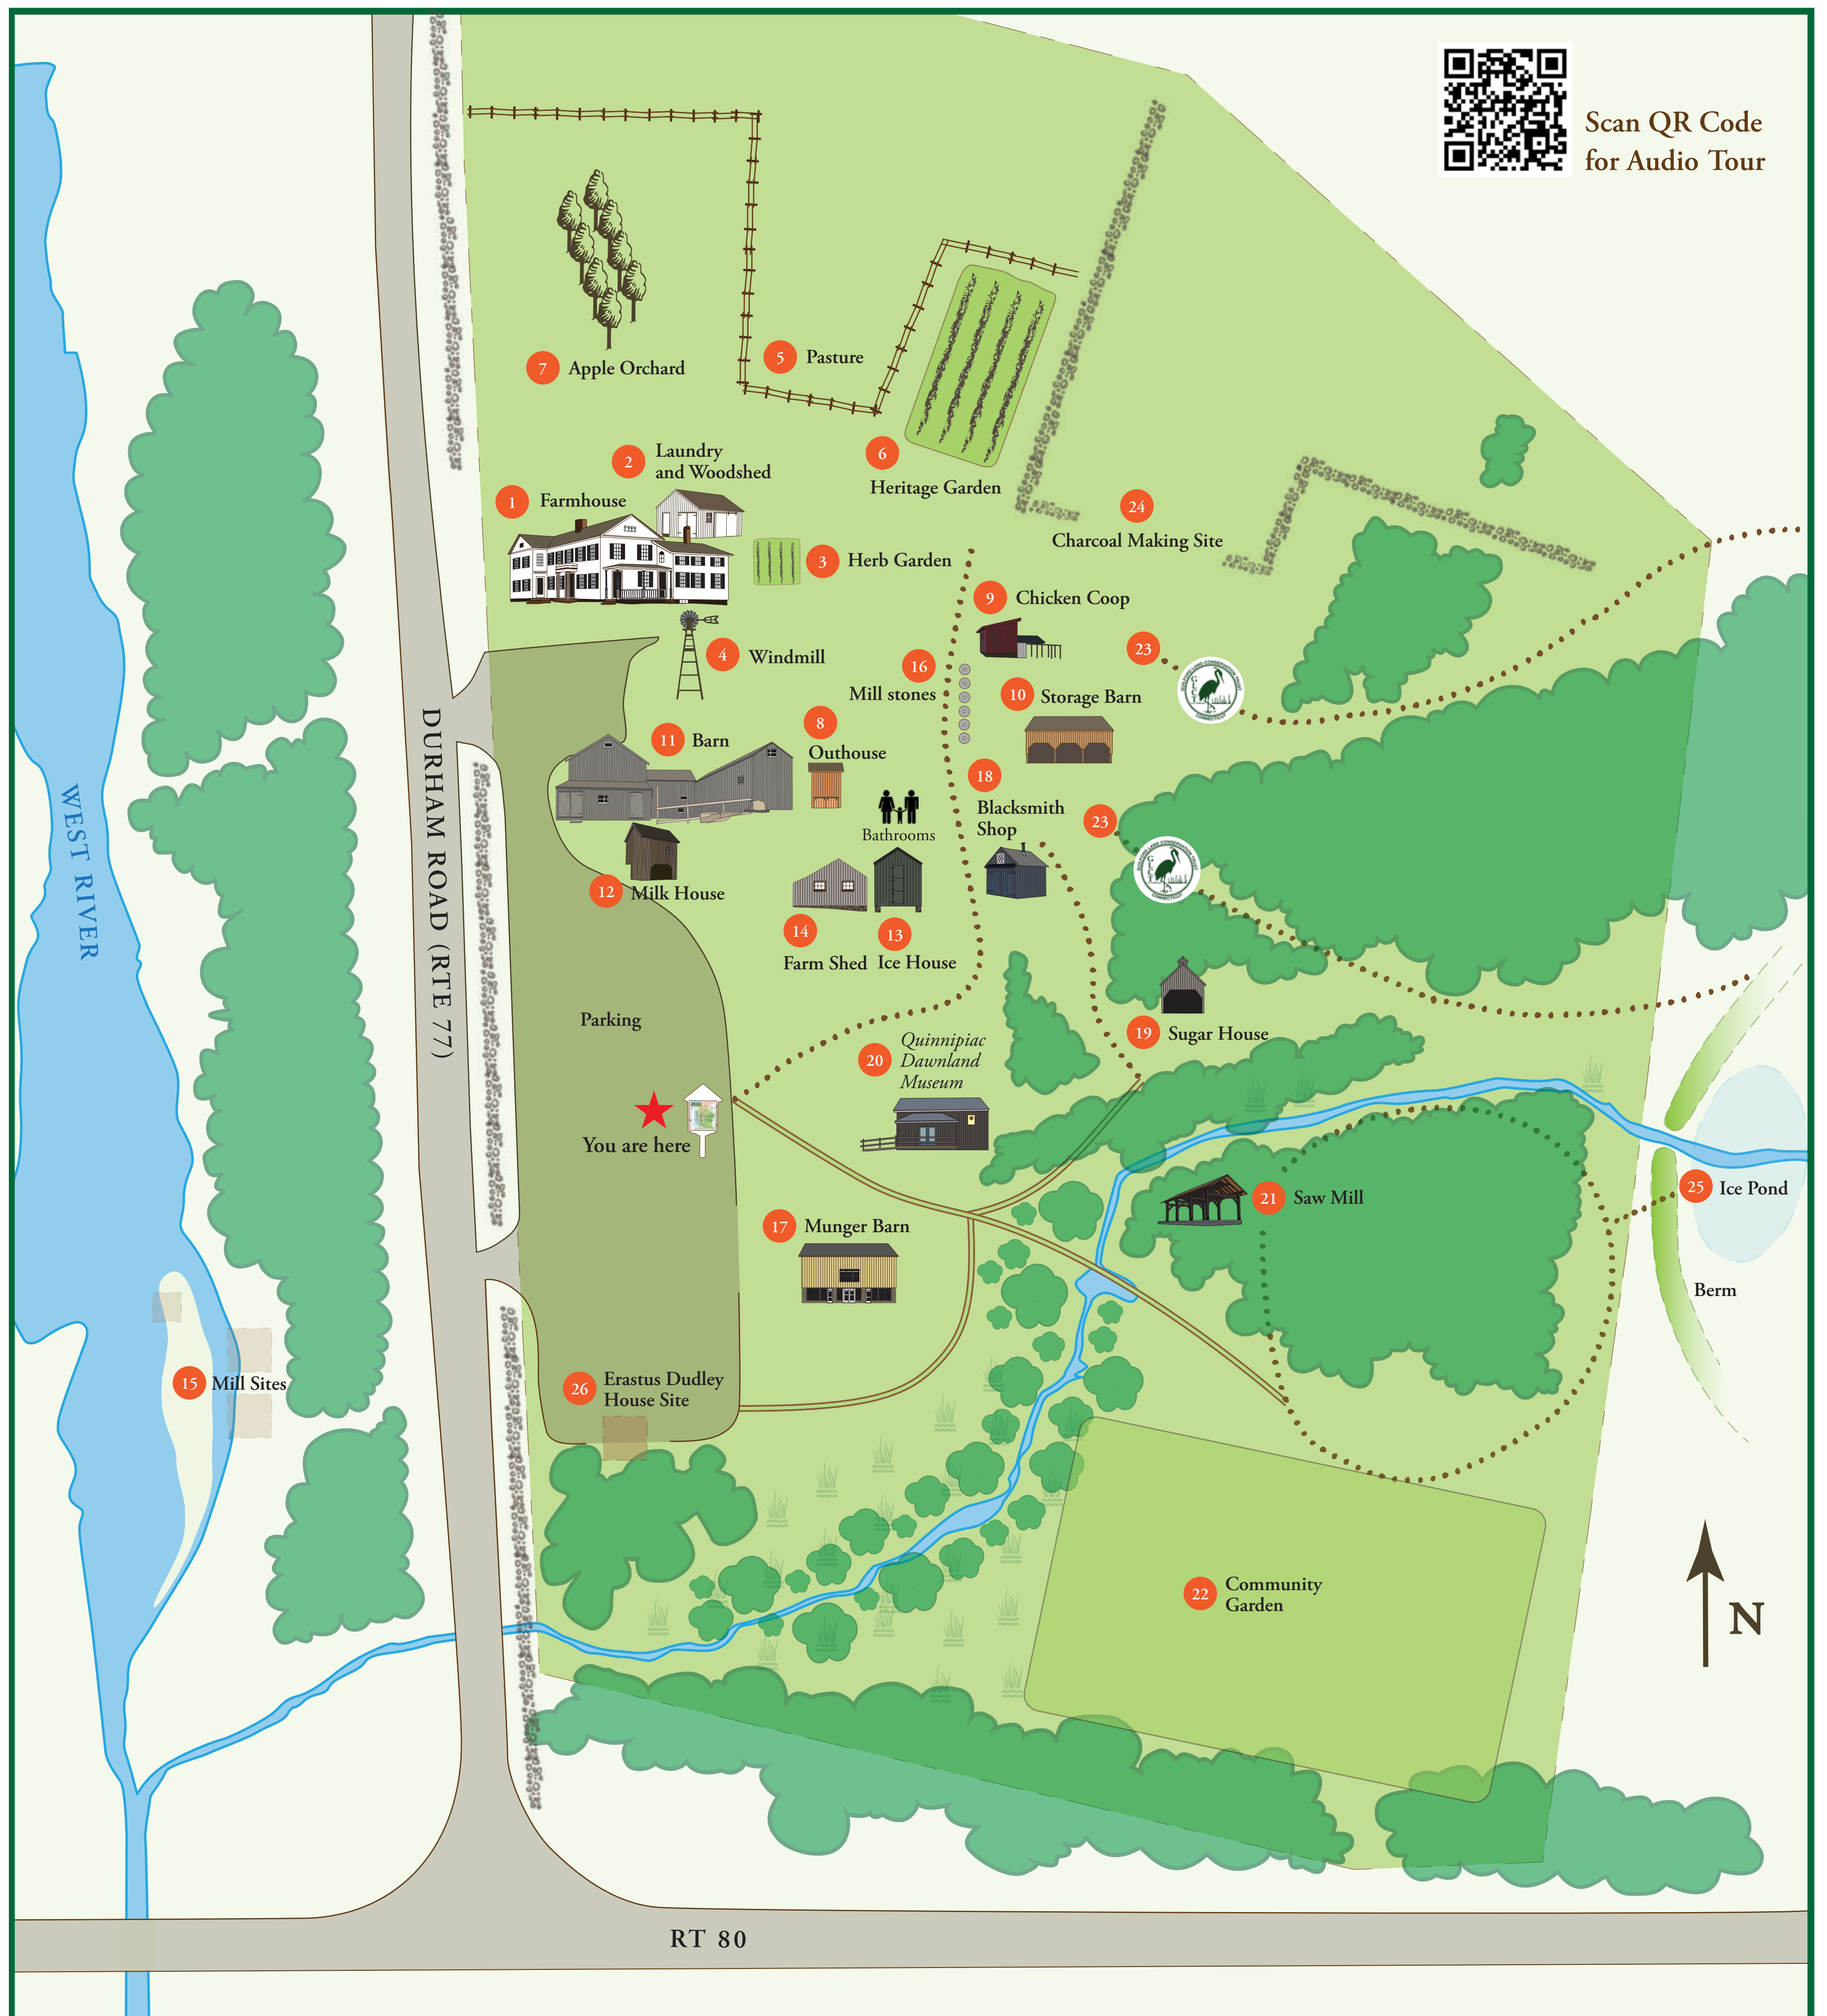 Scan QR Code
for Audio Tour
7 Apple Orchard
5 Pasture
6
Heritage Garden
2 Laundry
and Woodshed
1 Farmhouse
24
Charmcoal Making Site
3 Herb Garden
9 Chicken Coop
4 Windmill
16
Mill stones
23
10 Storage Barn
11 Barn
8
Outhouse
18
Blacksmith
Shop
Bathrooms
23
12 Milk House
14
Farm Shed
13
Ice House
DURHAM ROAD (RTE 77)
WEST RIVER
Parking
19 Sugar House
20 Quinnipiac
Dawnland
Museum
You are here
21 Saw Mill
25 Ice Pond
17 Munger Barn
Berm
15 Mill Sites
26 Erastus Dudley
House Site
22 Community
Garden
N
RT 80